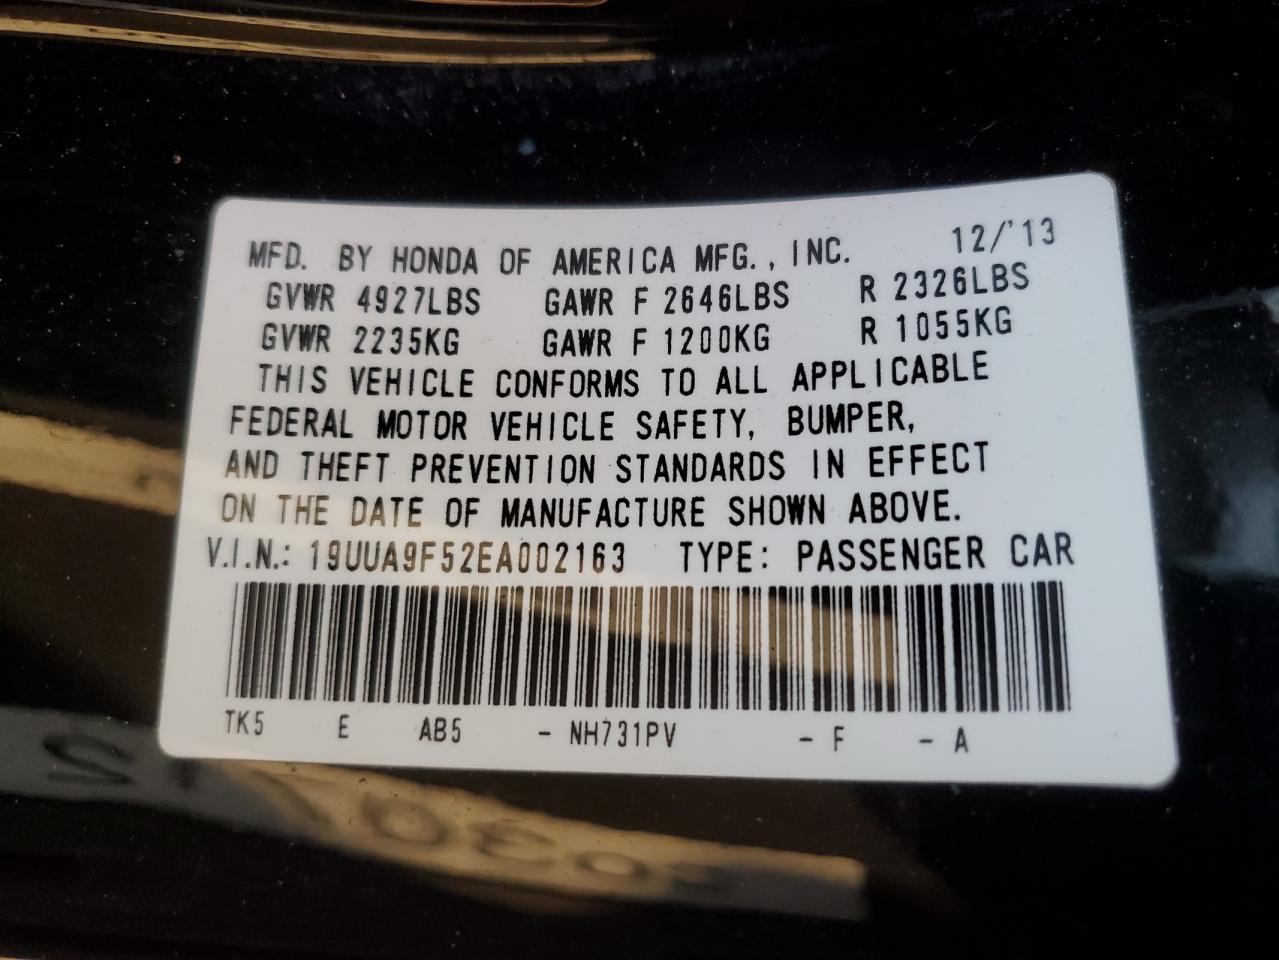 MFD. BY HONDA OF AMERICA MFG., INC. 12/'13
GVWR 4927LBS GAWR F 2646LBS R 2326LBS
GVWR 2235KG GAWR F 1200KG R 1055KG
THIS VEHICLE CONFORMS TO ALL APPLICABLE
FEDERAL MOTOR VEHICLE SAFETY, BUMPER,
AND THEFT PREVENTION STANDARDS IN EFFECT
ON THE DATE OF MANUFACTURE SHOWN ABOVE.
V.I.N.: 19UUA9F52EA002163 TYPE: PASSENGER CAR
TK5 E AB5 - NH731PV - F - A